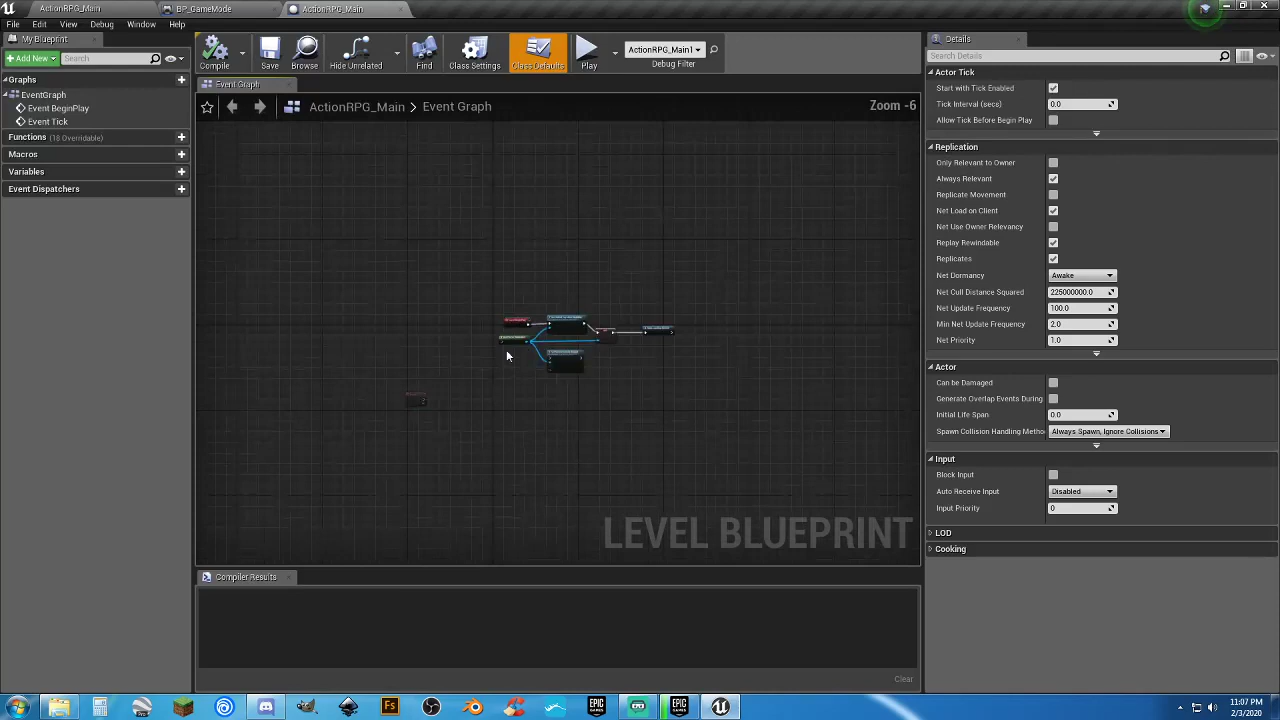 ActionRPG_Main
BP_GameMode
ActionRPG_Main
File Edit View Debug Window Help
My Blueprint
Details
Add New
Search
Compile
Save
Browse
Hide Unrelated
Find
Class Settings
Class Defaults
Play
ActionRPG_Main1
Debug Filter
Search Details
Graphs
EventGraph
Event BeginPlay
Event Tick
Functions (18 Overridable)
Macros
Variables
Event Dispatchers
Event Graph
ActionRPG_Main > Event Graph
Zoom -6
LEVEL BLUEPRINT
Compiler Results
Clear
Actor Tick
Start with Tick Enabled
Tick Interval (secs) 0.0
Allow Tick Before Begin Play
Replication
Only Relevant to Owner
Always Relevant
Replicate Movement
Net Load on Client
Net Use Owner Relevancy
Replay Rewindable
Replicates
Net Dormancy Awake
Net Cull Distance Squared 225000000.0
Net Update Frequency 100.0
Min Net Update Frequency 2.0
Net Priority 1.0
Actor
Can be Damaged
Generate Overlap Events During
Initial Life Span 0.0
Spawn Collision Handling Metho Always Spawn, Ignore Collisions
Input
Block Input
Auto Receive Input Disabled
Input Priority 0
LOD
Cooking
Pro
Fs
EPIC GAMES
EPIC GAMES
11:07 PM
2/3/2020